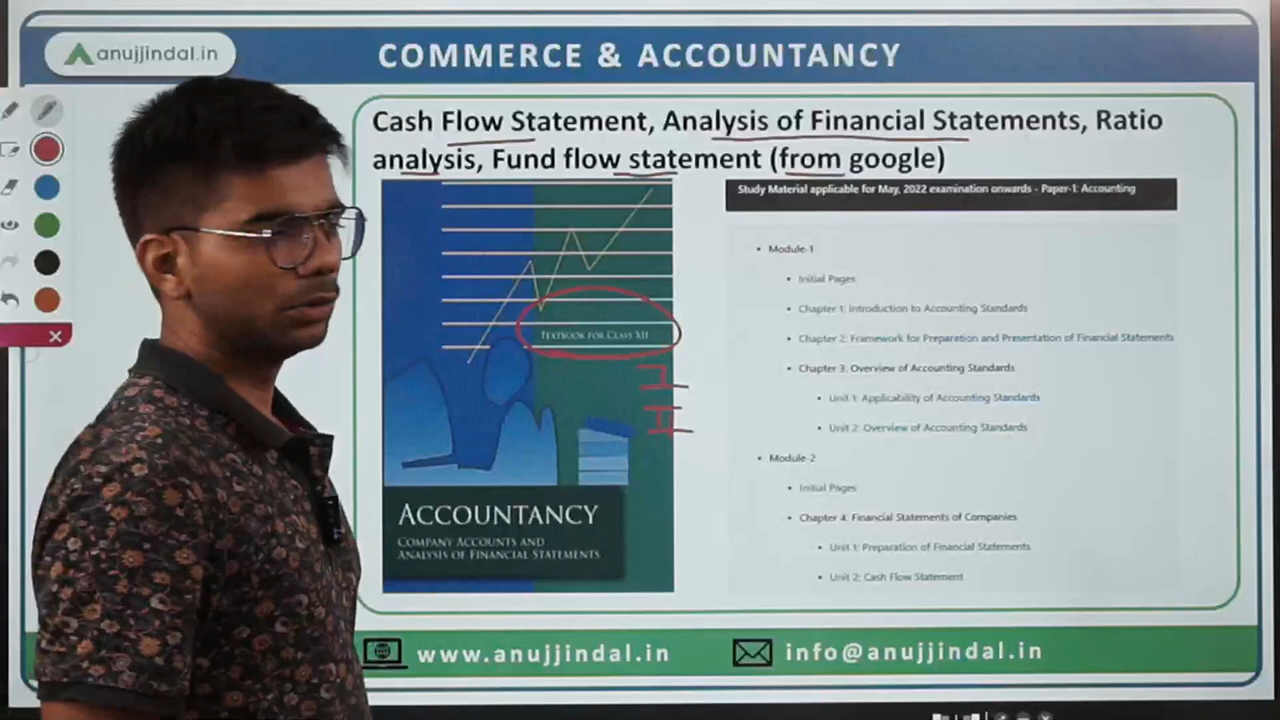 anujjindal.in
COMMERCE & ACCOUNTANCY
Cash Flow Statement, Analysis of Financial Statements, Ratio
analysis, Fund flow statement (from google)
TEXTBOOK FOR CLASS XII
I
II
ACCOUNTANCY
COMPANY ACCOUNTS AND
ANALYSIS OF FINANCIAL STATEMENTS
Study Material applicable for May, 2022 examination onwards - Paper-1: Accounting
• Module-1
• Initial Pages
• Chapter 1: Introduction to Accounting Standards
• Chapter 2: Framework for Preparation and Presentation of Financial Statements
• Chapter 3: Overview of Accounting Standards
• Unit 1: Applicability of Accounting Standards
• Unit 2: Overview of Accounting Standards
• Module-2
• Initial Pages
• Chapter 4: Financial Statements of Companies
• Unit 1: Preparation of Financial Statements
• Unit 2: Cash Flow Statement
www.anujjindal.in
info@anujjindal.in